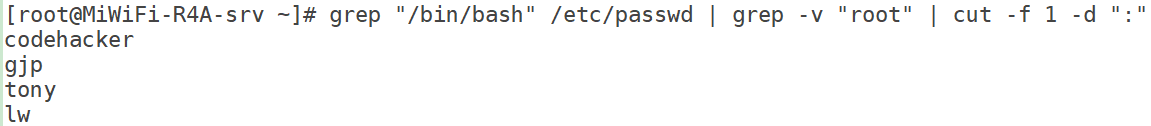 [root@MiWiFi-R4A-srv ~]# grep "/bin/bash" /etc/passwd | grep -v "root" | cut -f 1 -d ":"
codehacker
gjp
tony
lw